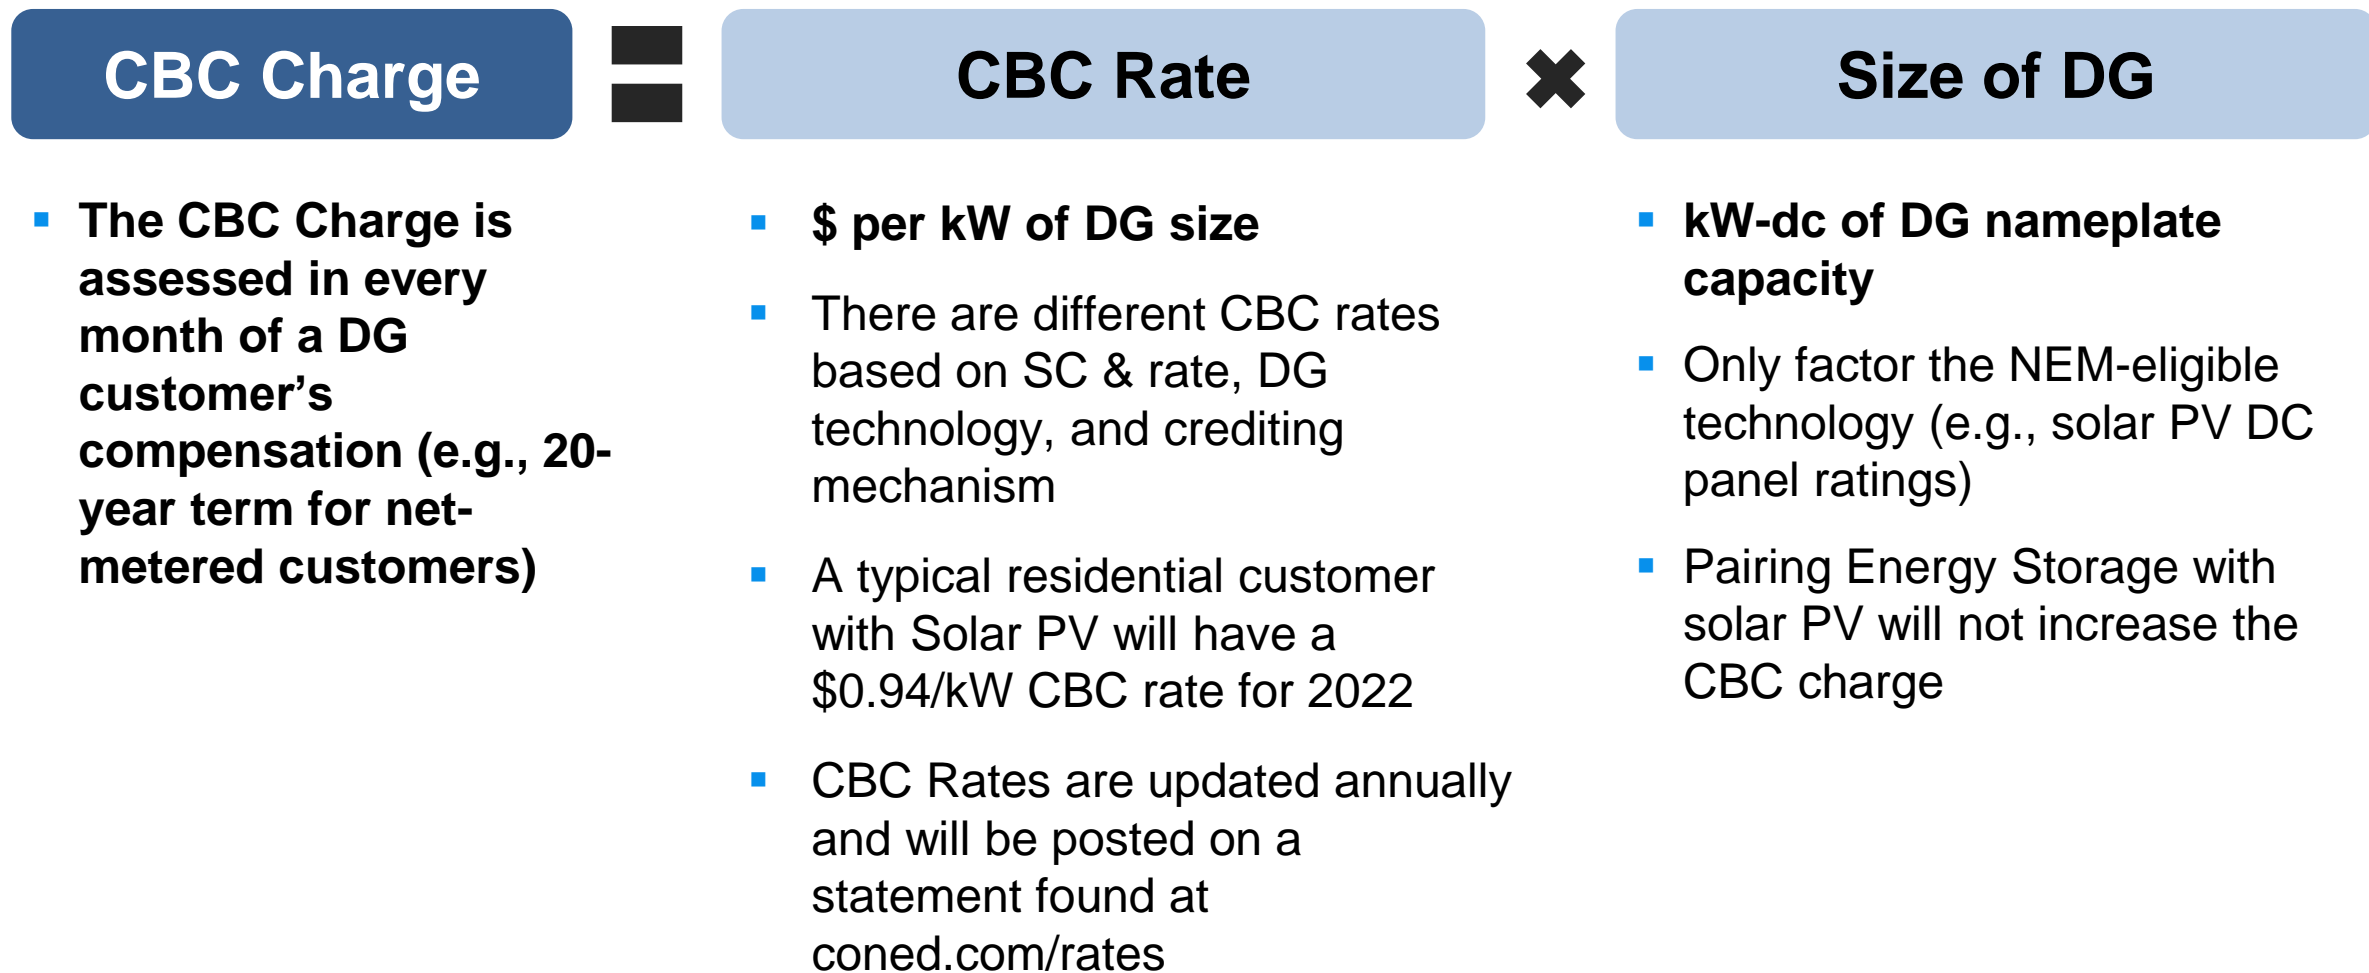 CBC Charge
CBC Rate
Size of DG
▪ The CBC Charge is
assessed in every
month of a DG
customer’s
compensation (e.g., 20-
year term for net-
metered customers)
▪ $ per kW of DG size
▪ There are different CBC rates
based on SC & rate, DG
technology, and crediting
mechanism
▪ A typical residential customer
with Solar PV will have a
$0.94/kW CBC rate for 2022
▪ CBC Rates are updated annually
and will be posted on a
statement found at
coned.com/rates
▪ kW-dc of DG nameplate
capacity
▪ Only factor the NEM-eligible
technology (e.g., solar PV DC
panel ratings)
▪ Pairing Energy Storage with
solar PV will not increase the
CBC charge